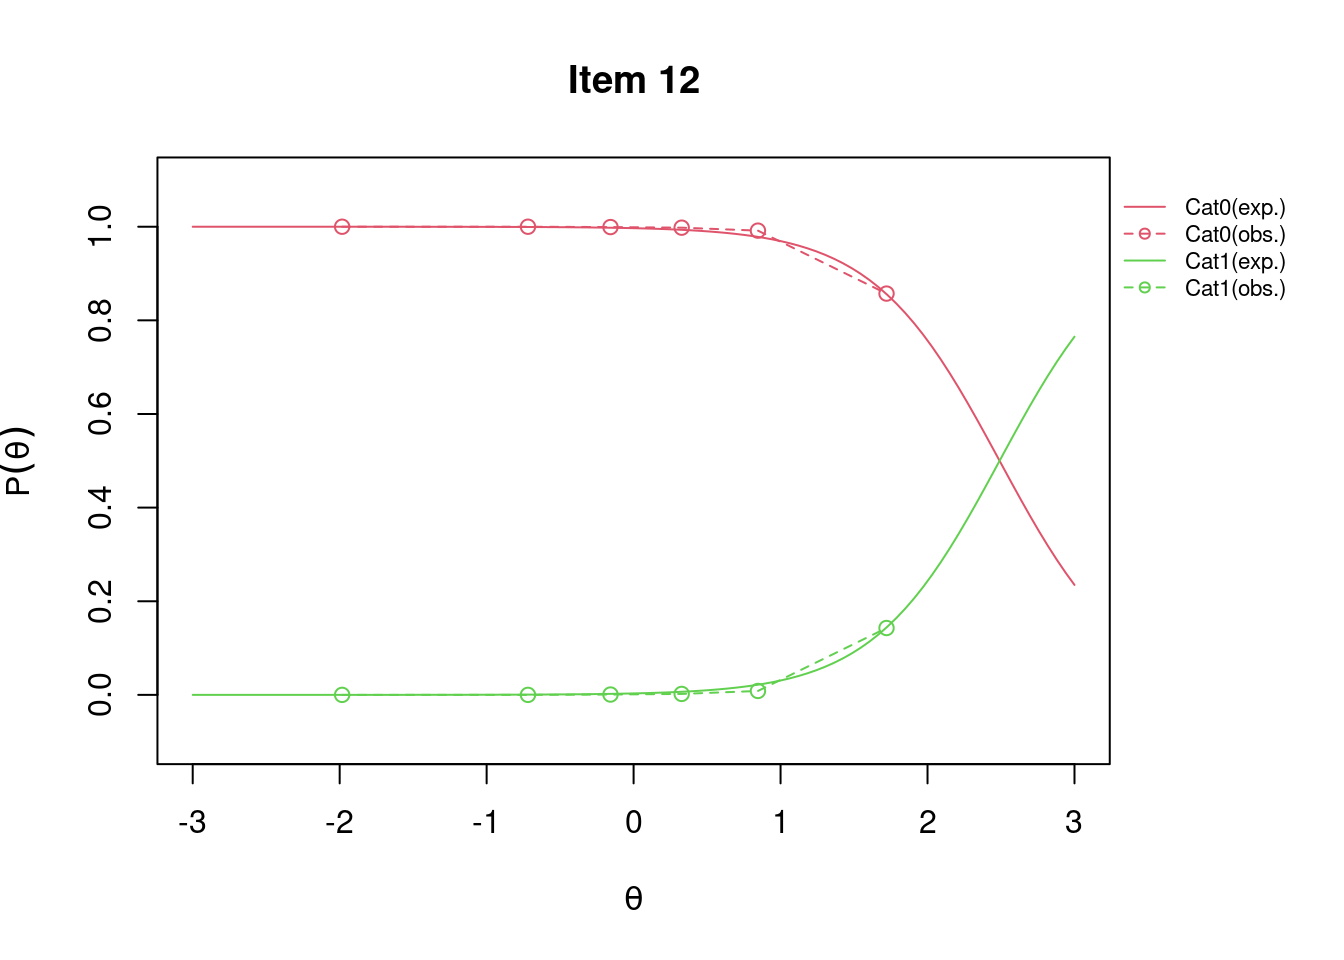 Item 12
P(θ)
1.0
0.8
0.6
0.4
0.2
0.0
-3 -2 -1 0 1 2 3
θ
Cat0(exp.)
Cat0(obs.)
Cat1(exp.)
Cat1(obs.)